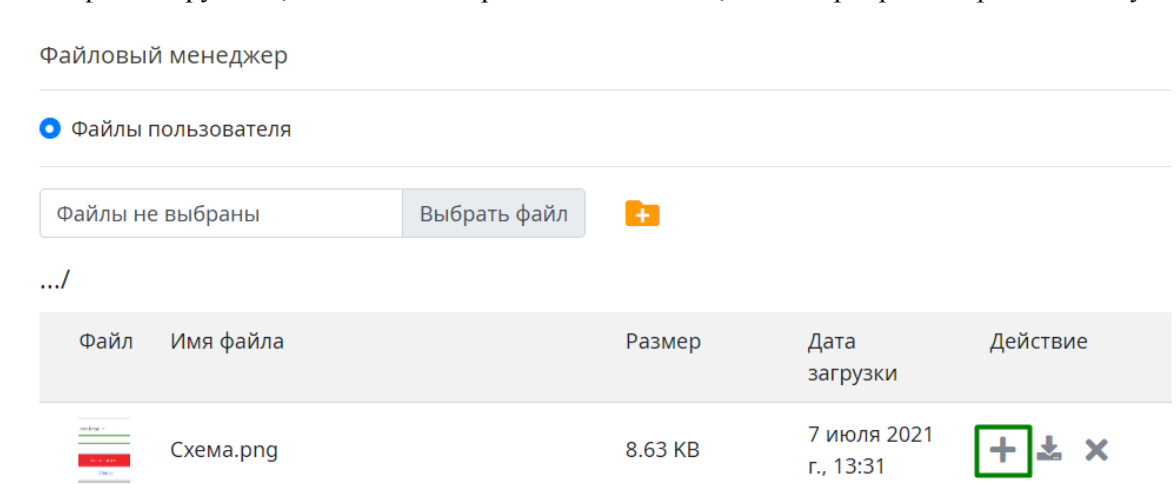 Файловый менеджер
Файлы пользователя
Файлы не выбраны Выбрать файл
.../
Файл Имя файла Размер Дата загрузки Действие
Схема.png 8.63 KB 7 июля 2021 г., 13:31